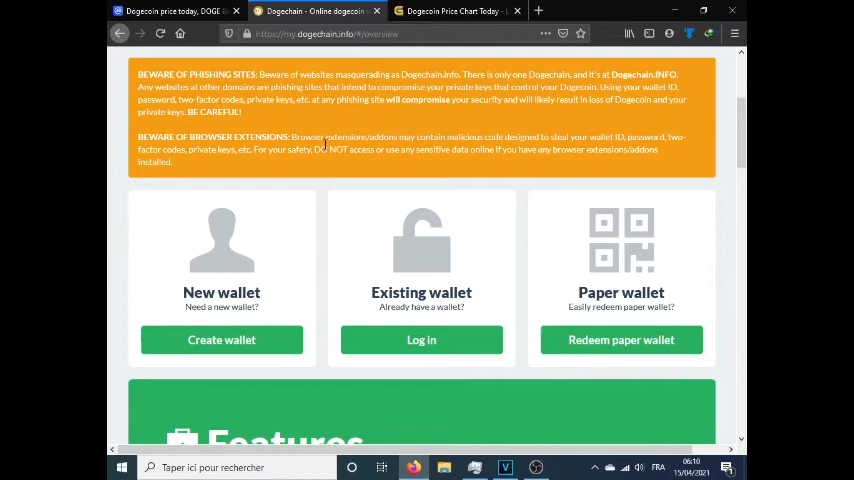 Dogecoin price today, DOGE li
Dogechain - Online dogecoin w
Dogecoin Price Chart Today - L
https://my.dogechain.info/#/overview
BEWARE OF PHISHING SITES: Beware of websites masquerading as Dogechain.info. There is only one Dogechain, and it's at Dogechain.INFO.
Any websites at other domains are phishing sites that intend to compromise your private keys that control your Dogecoin. Using your wallet ID,
password, two-factor codes, private keys, etc. at any phishing site will compromise your security and will likely result in loss of Dogecoin and your
private keys. BE CAREFUL!
BEWARE OF BROWSER EXTENSIONS: Browser extensions/addons may contain malicious code designed to steal your wallet ID, password, two-
factor codes, private keys, etc. For your safety, DO NOT access or use any sensitive data online if you have any browser extensions/addons
installed.
New wallet
Need a new wallet?
Create wallet
Existing wallet
Already have a wallet?
Log in
Paper wallet
Easily redeem paper wallet?
Redeem paper wallet
Features
Taper ici pour rechercher
FRA
06:10
15/04/2021